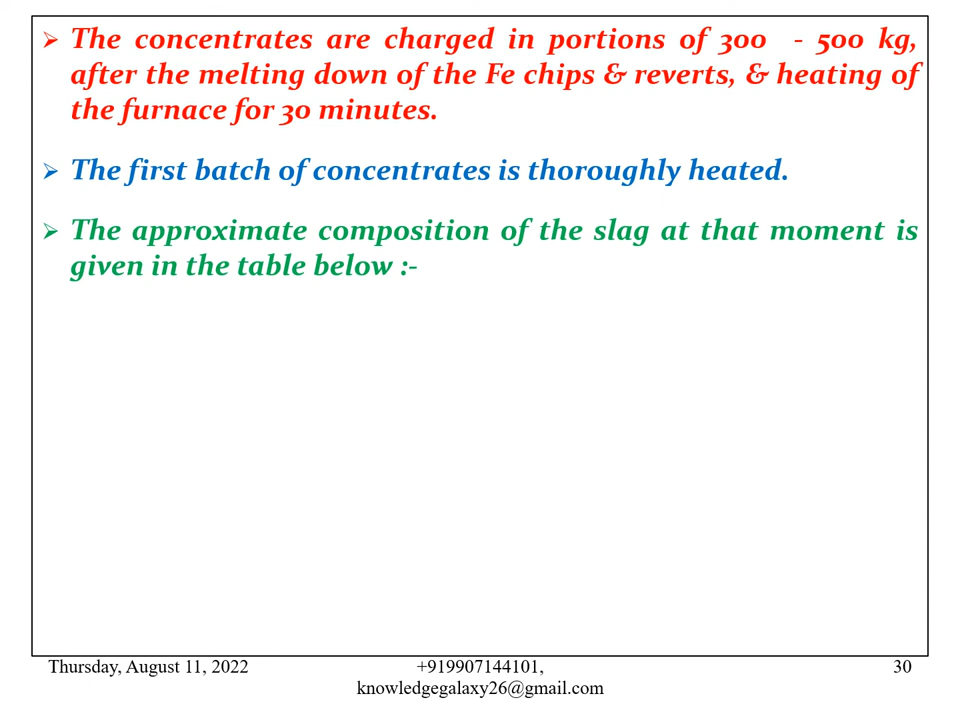 The concentrates are charged in portions of 300 - 500 kg,
after the melting down of the Fe chips & reverts, & heating of
the furnace for 30 minutes.
The first batch of concentrates is thoroughly heated.
The approximate composition of the slag at that moment is
given in the table below :-
Thursday, August 11, 2022
+919907144101,
knowledgegalaxy26@gmail.com
30